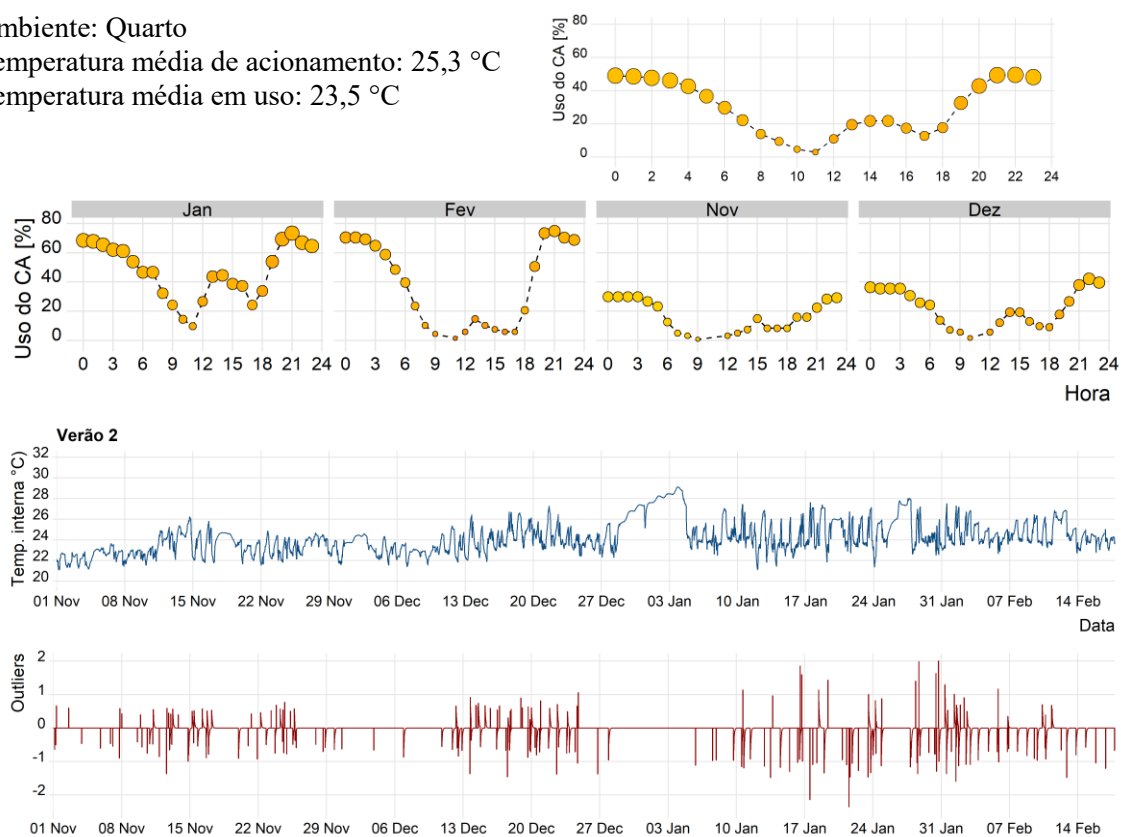 mbiente: Quarto
emperatura média de acionamento: 25,3 °C
emperatura média em uso: 23,5 °C
Uso do CA [%]
80
60
40
20
0
0 2 4 6 8 10 12 14 16 18 20 22 24
Jan Fev Nov Dez
Uso do CA [%]
80
60
40
20
0
0 3 6 9 12 15 18 21 24 0 3 6 9 12 15 18 21 24 0 3 6 9 12 15 18 21 24 0 3 6 9 12 15 18 21 24
Hora
Verão 2
Temp. interna °C)
32
30
28
26
24
22
20
01 Nov 08 Nov 15 Nov 22 Nov 29 Nov 06 Dec 13 Dec 20 Dec 27 Dec 03 Jan 10 Jan 17 Jan 24 Jan 31 Jan 07 Feb 14 Feb
Data
Outliers
2
1
0
-1
-2
01 Nov 08 Nov 15 Nov 22 Nov 29 Nov 06 Dec 13 Dec 20 Dec 27 Dec 03 Jan 10 Jan 17 Jan 24 Jan 31 Jan 07 Feb 14 Feb